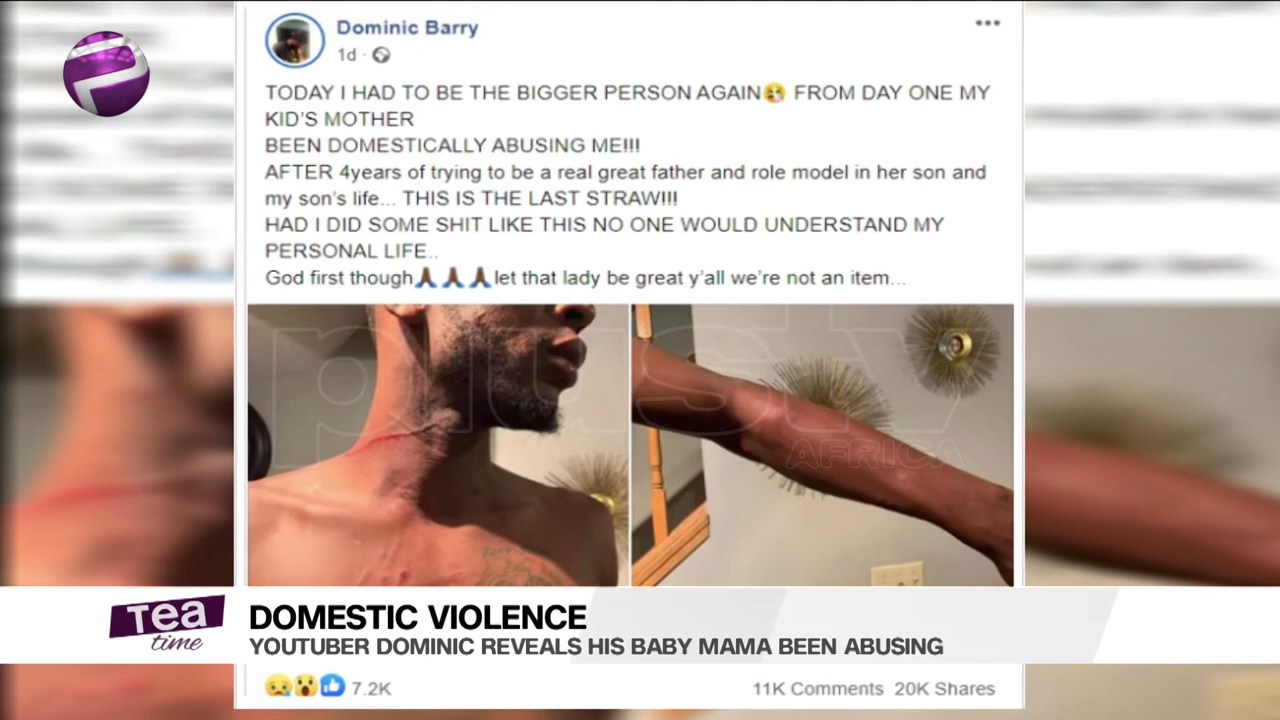 Dominic Barry
1d ·
TODAY I HAD TO BE THE BIGGER PERSON AGAIN🤧 FROM DAY ONE MY
KID'S MOTHER
BEEN DOMESTICALLY ABUSING ME!!!
AFTER 4years of trying to be a real great father and role model in her son and
my son's life... THIS IS THE LAST STRAW!!!
HAD I DID SOME SHIT LIKE THIS NO ONE WOULD UNDERSTAND MY
PERSONAL LIFE..
God first though🙏🏿🙏🏿🙏🏿let that lady be great y'all we're not an item...
plustv
AFRICA
Tea
time
DOMESTIC VIOLENCE
YOUTUBER DOMINIC REVEALS HIS BABY MAMA BEEN ABUSING
7.2K
11K Comments 20K Shares